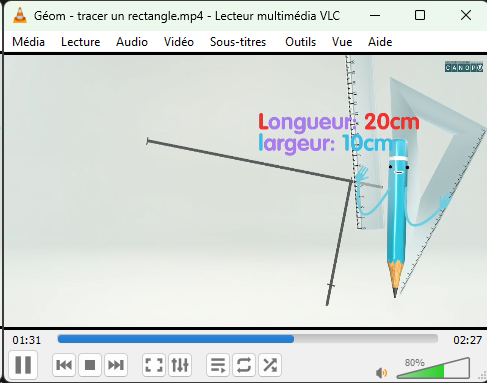 Géom - tracer un rectangle.mp4 - Lecteur multimédia VLC
Média Lecture Audio Vidéo Sous-titres Outils Vue Aide
CANOPÉ
Longueur: 20cm
largeur: 10cm
01:31 02:27
80%